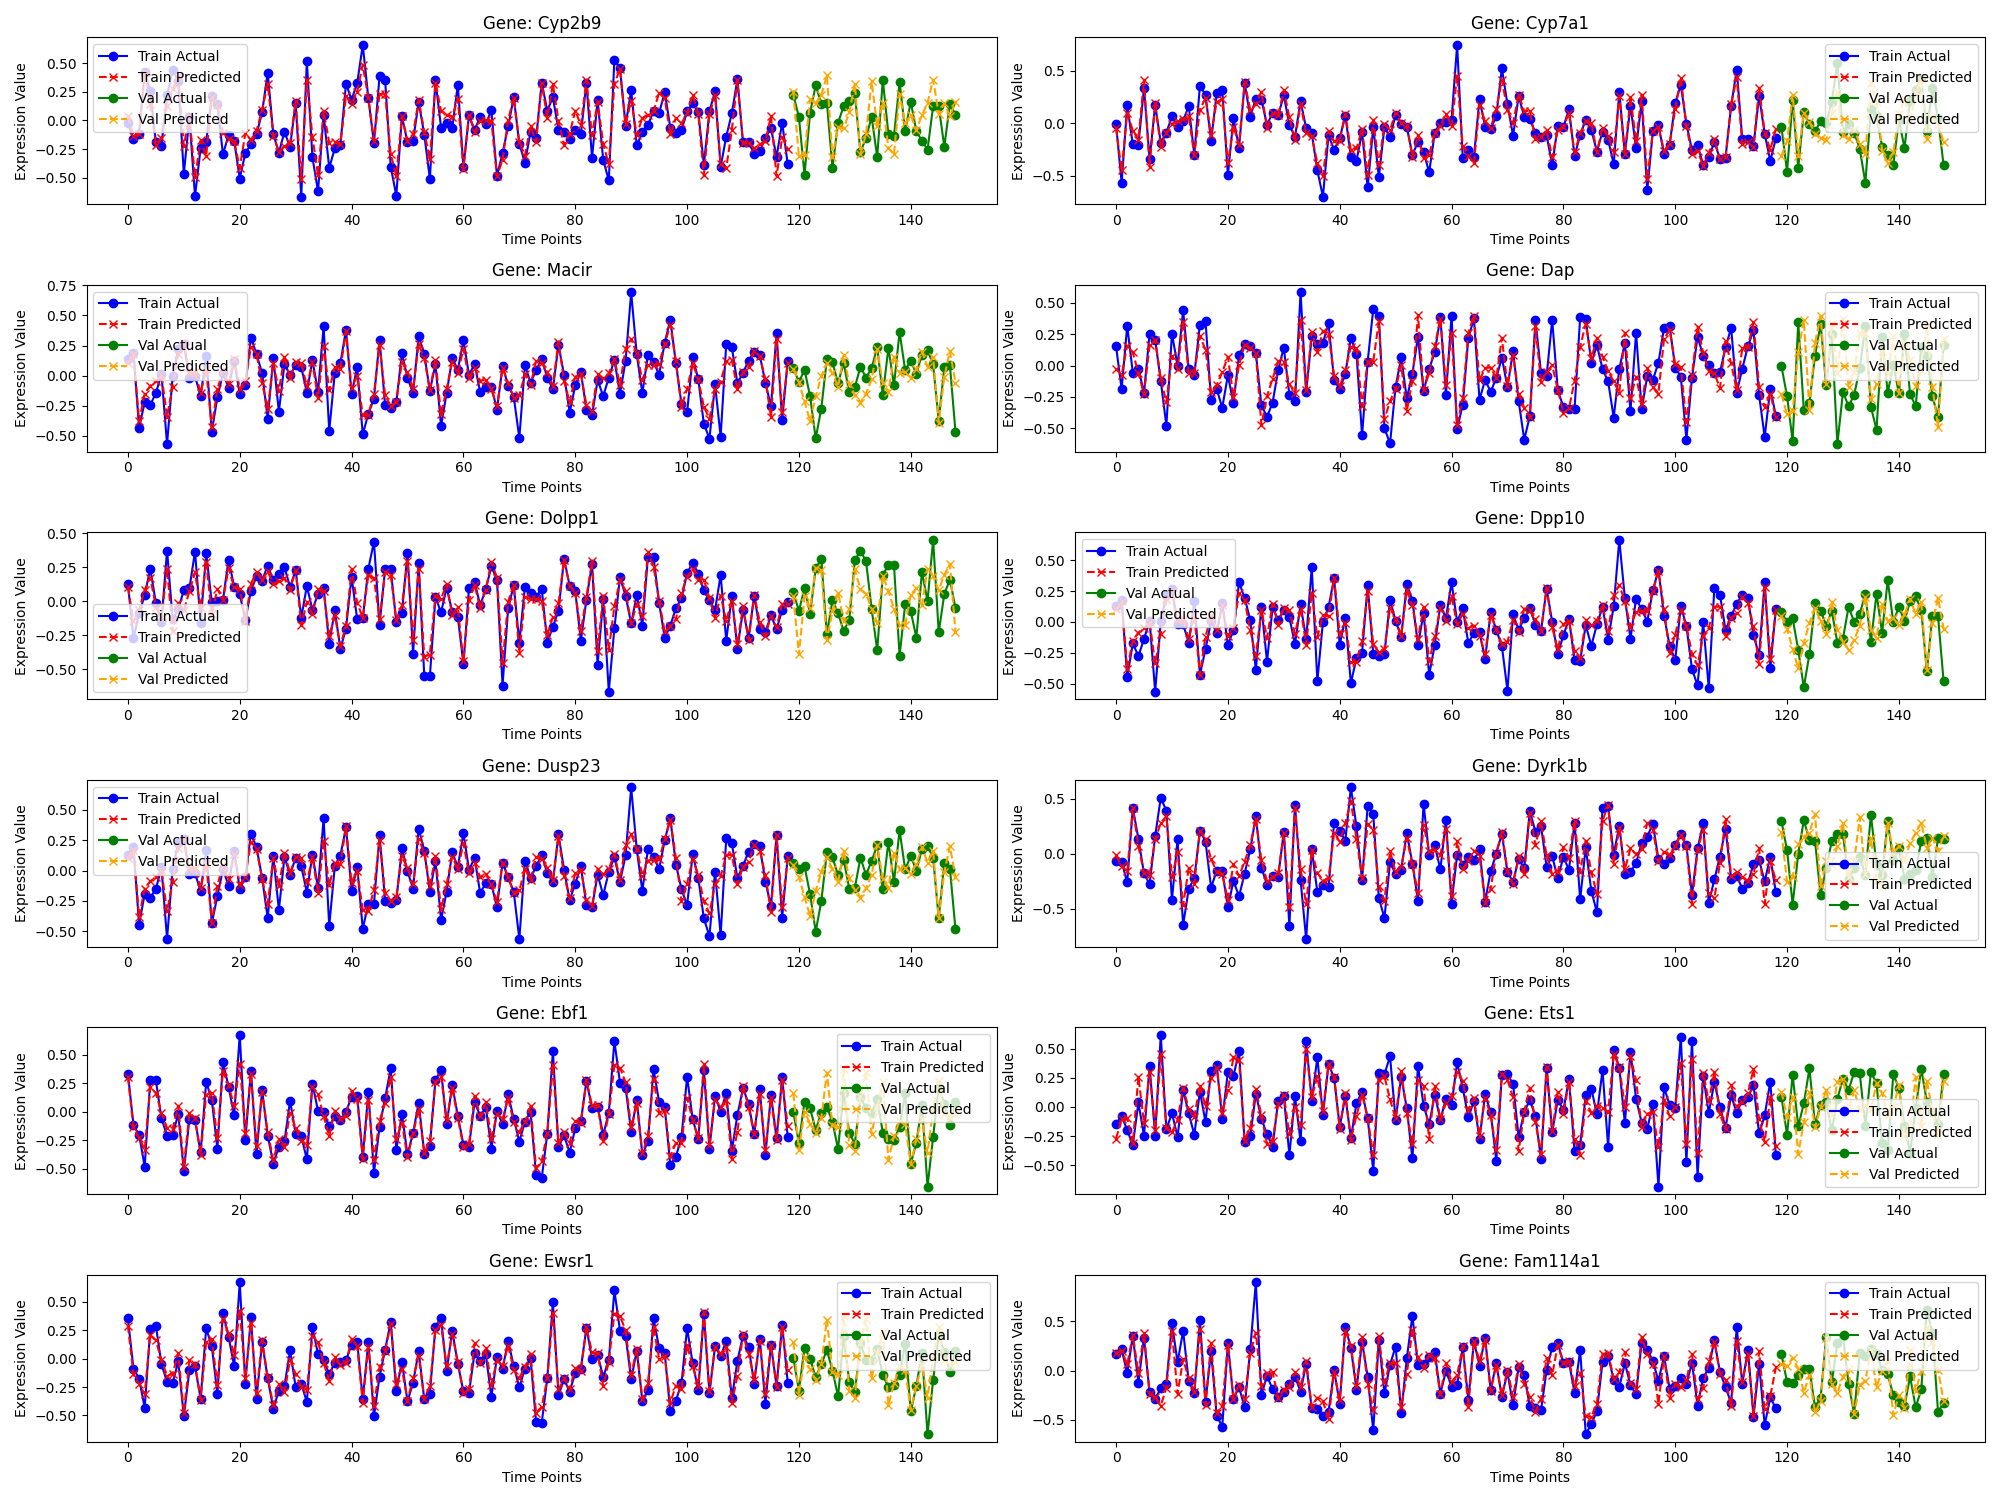 Gene: Cyp2b9
Expression Value
0.50
0.25
0.00
−0.25
−0.50
Train Actual
Train Predicted
Val Actual
Val Predicted
0 20 40 60 80 100 120 140
Time Points
Gene: Cyp7a1
Expression Value
0.5
0.0
−0.5
Train Actual
Train Predicted
Val Actual
Val Predicted
0 20 40 60 80 100 120 140
Time Points
Gene: Macir
Expression Value
0.75
0.50
0.25
0.00
−0.25
−0.50
Train Actual
Train Predicted
Val Actual
Val Predicted
0 20 40 60 80 100 120 140
Time Points
Gene: Dap
Expression Value
0.50
0.25
0.00
−0.25
−0.50
Train Actual
Train Predicted
Val Actual
Val Predicted
0 20 40 60 80 100 120 140
Time Points
Gene: Dolpp1
Expression Value
0.50
0.25
0.00
−0.25
−0.50
Train Actual
Train Predicted
Val Actual
Val Predicted
0 20 40 60 80 100 120 140
Time Points
Gene: Dpp10
Expression Value
0.50
0.25
0.00
−0.25
−0.50
Train Actual
Train Predicted
Val Actual
Val Predicted
0 20 40 60 80 100 120 140
Time Points
Gene: Dusp23
Expression Value
0.50
0.25
0.00
−0.25
−0.50
Train Actual
Train Predicted
Val Actual
Val Predicted
0 20 40 60 80 100 120 140
Time Points
Gene: Dyrk1b
Expression Value
0.5
0.0
−0.5
Train Actual
Train Predicted
Val Actual
Val Predicted
0 20 40 60 80 100 120 140
Time Points
Gene: Ebf1
Expression Value
0.50
0.25
0.00
−0.25
−0.50
Train Actual
Train Predicted
Val Actual
Val Predicted
0 20 40 60 80 100 120 140
Time Points
Gene: Ets1
Expression Value
0.50
0.25
0.00
−0.25
−0.50
Train Actual
Train Predicted
Val Actual
Val Predicted
0 20 40 60 80 100 120 140
Time Points
Gene: Ewsr1
Expression Value
0.50
0.25
0.00
−0.25
−0.50
Train Actual
Train Predicted
Val Actual
Val Predicted
0 20 40 60 80 100 120 140
Time Points
Gene: Fam114a1
Expression Value
0.5
0.0
−0.5
Train Actual
Train Predicted
Val Actual
Val Predicted
0 20 40 60 80 100 120 140
Time Points